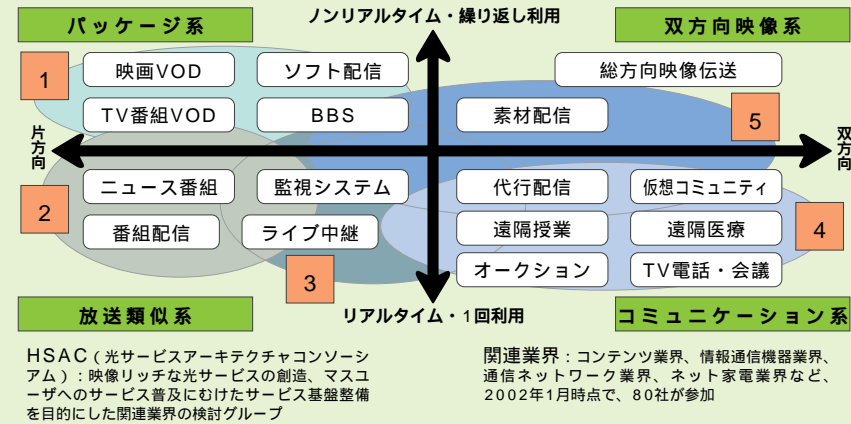 パッケージ系
ノンリアルタイム・繰り返し利用
双方向映像系
1
映画VOD
ソフト配信
総方向映像伝送
TV番組VOD
BBS
素材配信
5
片方向
双方向
2
ニュース番組
監視システム
代行配信
仮想コミュニティ
番組配信
ライブ中継
遠隔授業
遠隔医療
4
3
オークション
TV電話・会議
放送類似系
リアルタイム・1回利用
コミュニケーション系
HSAC（光サービスアーキテクチャコンソーシ
アム）：映像リッチな光サービスの創造、マスユ
ーザへのサービス普及にむけたサービス基盤整備
を目的にした関連業界の検討グループ
関連業界：コンテンツ業界、情報通信機器業界、
通信ネットワーク業界、ネット家電業界など、
2002年1月時点で、80社が参加